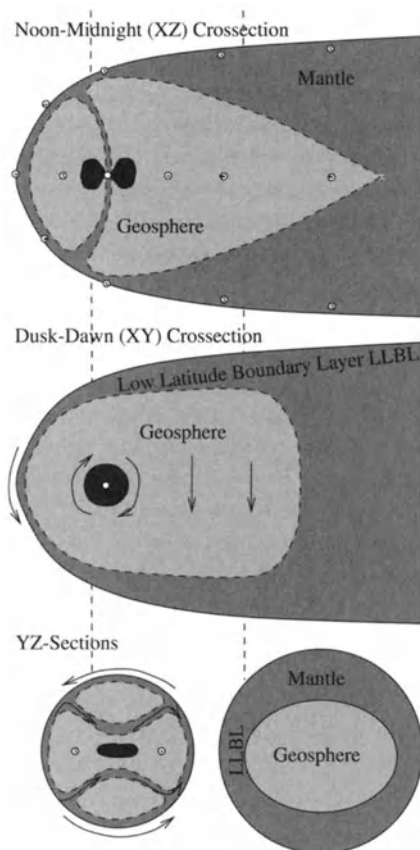 Noon-Midnight (XZ) Crossection
Mantle
Geosphere
Dusk-Dawn (XY) Crossection
Low Latitude Boundary Layer LLBL
Geosphere
YZ-Sections
Mantle
LLBL
Geosphere